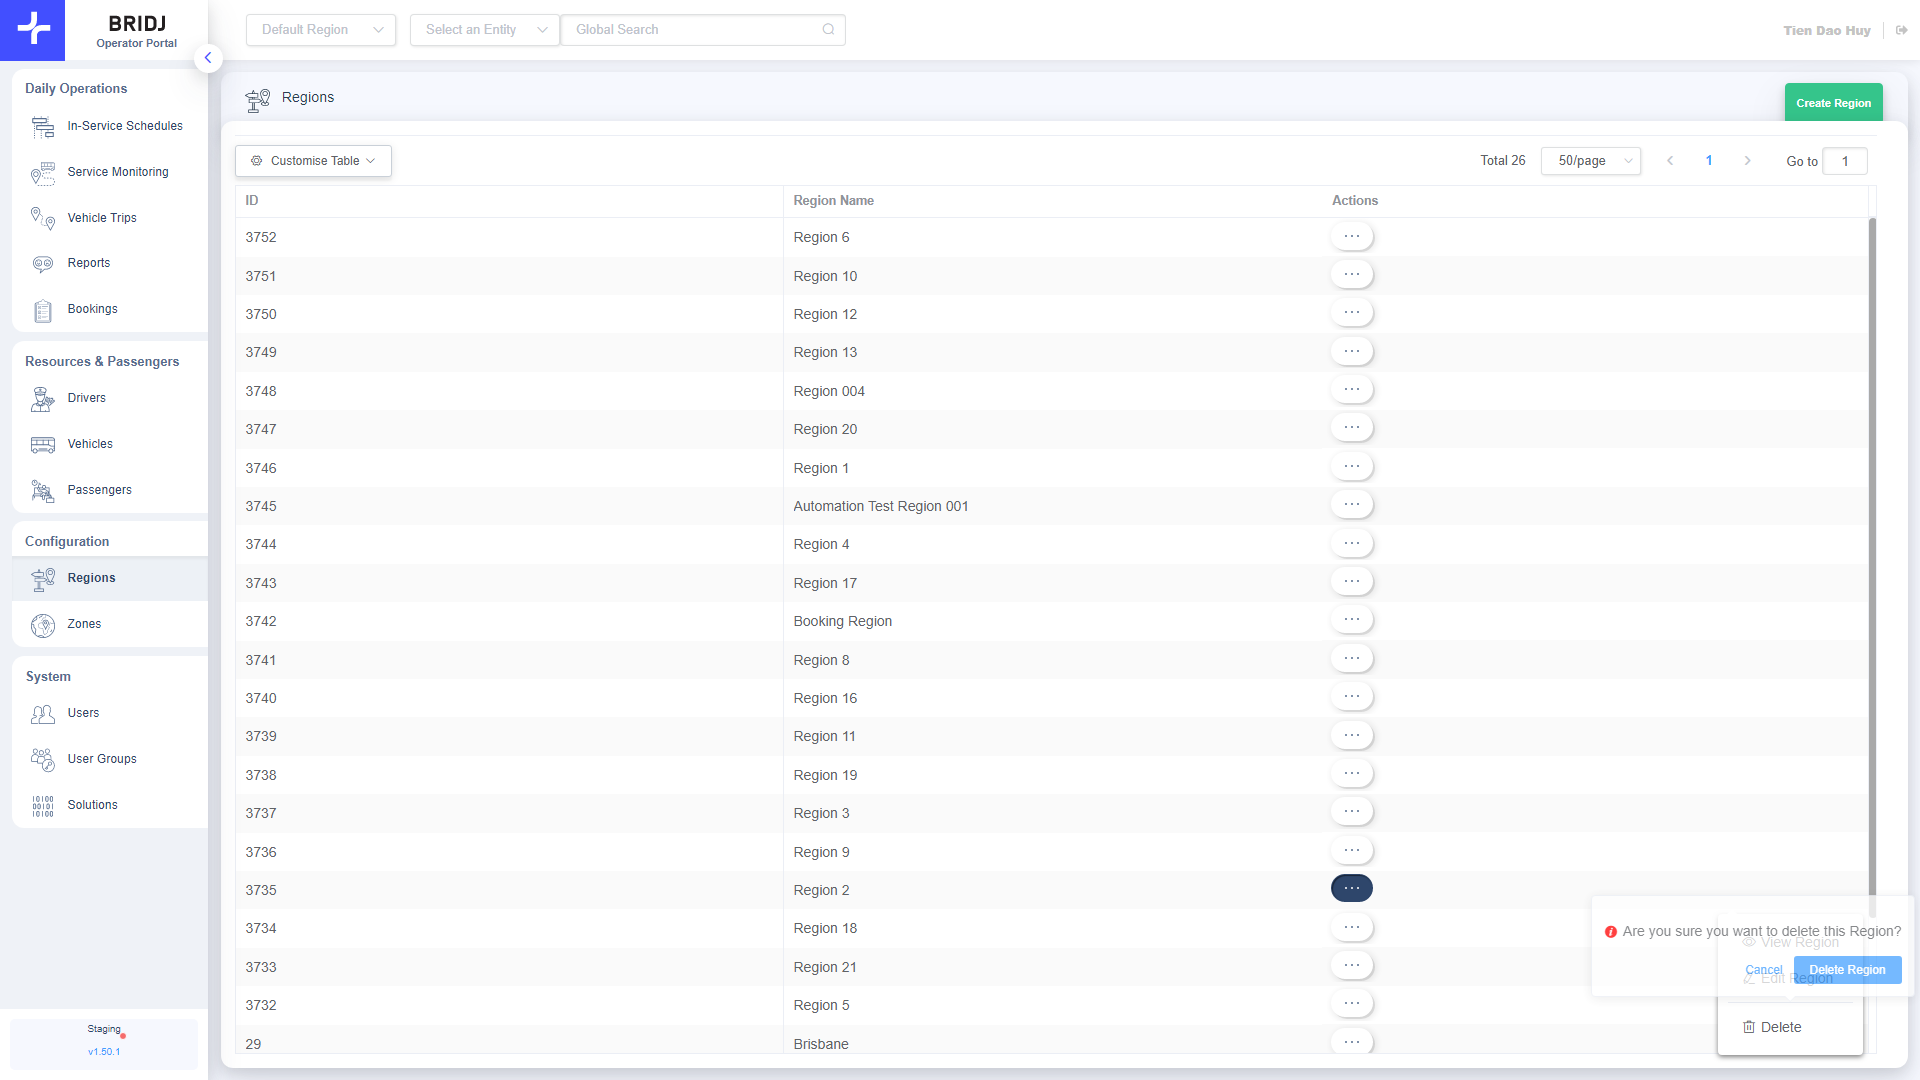 BRIDJ
Operator Portal
Default Region
Select an Entity
Global Search
Tien Dao Huy
Daily Operations
In-Service Schedules
Service Monitoring
Vehicle Trips
Reports
Bookings
Resources & Passengers
Drivers
Vehicles
Passengers
Configuration
Regions
Zones
System
Users
User Groups
10100
00101
10100
Solutions
Staging
v1.50.1
Regions
Create Region
Customise Table
Total 26
50/page
1
Go to
1
ID Region Name Actions
3752 Region 6
3751 Region 10
3750 Region 12
3749 Region 13
3748 Region 004
3747 Region 20
3746 Region 1
3745 Automation Test Region 001
3744 Region 4
3743 Region 17
3742 Booking Region
3741 Region 8
3740 Region 16
3739 Region 11
3738 Region 19
3737 Region 3
3736 Region 9
3735 Region 2
3734 Region 18
3733 Region 21
3732 Region 5
29 Brisbane
Are you sure you want to delete this Region?
View Region
Cancel
Delete Region
Edit Region
Delete